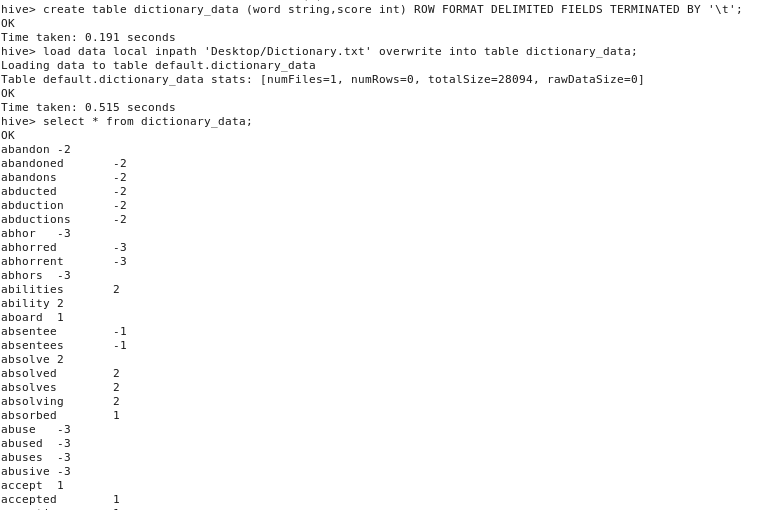 hive> create table dictionary_data (word string,score int) ROW FORMAT DELIMITED FIELDS TERMINATED BY '\t';
OK
Time taken: 0.191 seconds
hive> load data local inpath 'Desktop/Dictionary.txt' overwrite into table dictionary_data;
Loading data to table default.dictionary_data
Table default.dictionary_data stats: [numFiles=1, numRows=0, totalSize=28094, rawDataSize=0]
OK
Time taken: 0.515 seconds
hive> select * from dictionary_data;
OK
abandon -2
abandoned	-2
abandons	-2
abducted	-2
abduction	-2
abductions	-2
abhor	-3
abhorred	-3
abhorrent	-3
abhors	-3
abilities	2
ability	2
aboard	1
absentee	-1
absentees	-1
absolve	2
absolved	2
absolves	2
absolving	2
absorbed	1
abuse	-3
abused	-3
abuses	-3
abusive	-3
accept	1
accepted	1